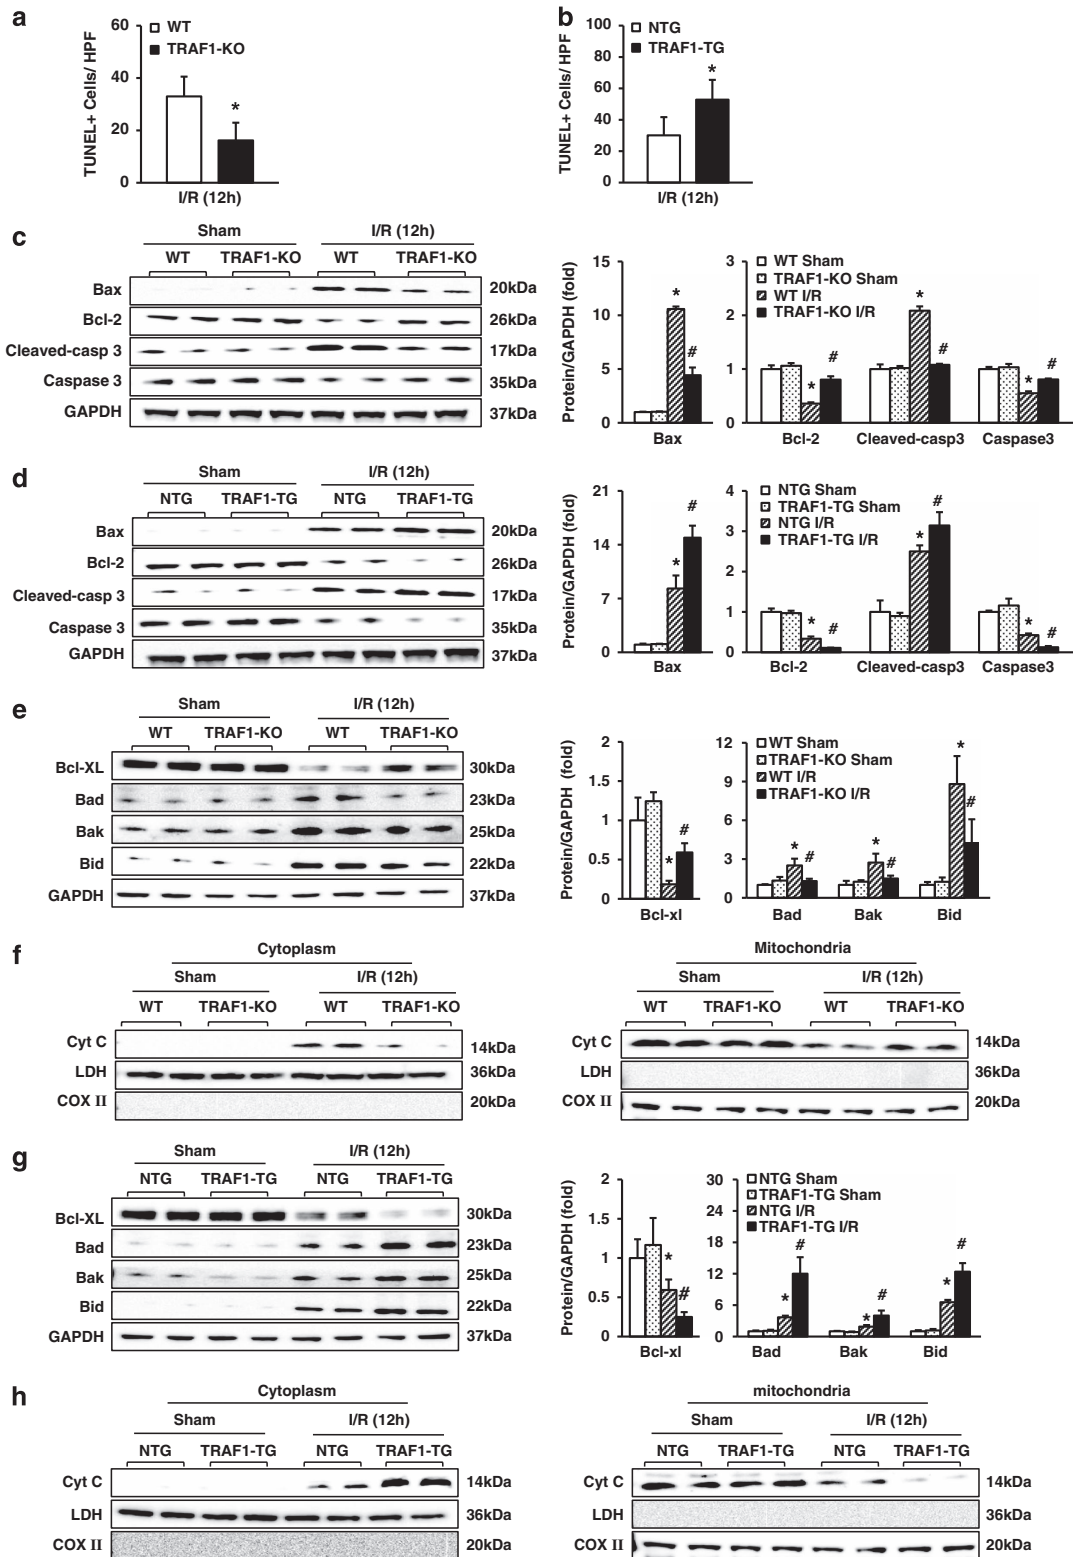 a
TUNEL+ Cells/ HPF
60
40
20
0
WT
TRAF1-KO
*
I/R (12h)
b
TUNEL+ Cells/ HPF
100
80
60
40
20
0
NTG
TRAF1-TG
*
I/R (12h)
c
Sham I/R (12h)
WT TRAF1-KO WT TRAF1-KO
Bax 20kDa
Bcl-2 26kDa
Cleaved-casp 3 17kDa
Caspase 3 35kDa
GAPDH 37kDa
Protein/GAPDH (fold)
15
10
5
0
* #
Bax
3
2
1
0
WT Sham
TRAF1-KO Sham
WT I/R
TRAF1-KO I/R
* # * # * #
Bcl-2 Cleaved-casp3 Caspase3
d
Sham I/R (12h)
NTG TRAF1-TG NTG TRAF1-TG
Bax 20kDa
Bcl-2 26kDa
Cleaved-casp 3 17kDa
Caspase 3 35kDa
GAPDH 37kDa
Protein/GAPDH (fold)
21
14
7
0
* #
Bax
4
3
2
1
0
NTG Sham
TRAF1-TG Sham
NTG I/R
TRAF1-TG I/R
* # * # * #
Bcl-2 Cleaved-casp3 Caspase3
e
Sham I/R (12h)
WT TRAF1-KO WT TRAF1-KO
Bcl-XL 30kDa
Bad 23kDa
Bak 25kDa
Bid 22kDa
GAPDH 37kDa
Protein/GAPDH (fold)
2
1.5
1
0.5
0
* #
Bcl-xl
12
9
6
3
0
WT Sham
TRAF1-KO Sham
WT I/R
TRAF1-KO I/R
* # * # * #
Bad Bak Bid
f
Cytoplasm
Sham I/R (12h)
WT TRAF1-KO WT TRAF1-KO
Cyt C 14kDa
LDH 36kDa
COX II 20kDa
Mitochondria
Sham I/R (12h)
WT TRAF1-KO WT TRAF1-KO
Cyt C 14kDa
LDH 36kDa
COX II 20kDa
g
Sham I/R (12h)
NTG TRAF1-TG NTG TRAF1-TG
Bcl-XL 30kDa
Bad 23kDa
Bak 25kDa
Bid 22kDa
GAPDH 37kDa
Protein/GAPDH (fold)
2
1.5
1
0.5
0
* #
Bcl-xl
30
24
18
12
6
0
NTG Sham
TRAF1-TG Sham
NTG I/R
TRAF1-TG I/R
* # * # * #
Bad Bak Bid
h
Cytoplasm
Sham I/R (12h)
NTG TRAF1-TG NTG TRAF1-TG
Cyt C 14kDa
LDH 36kDa
COX II 20kDa
mitochondria
Sham I/R (12h)
NTG TRAF1-TG NTG TRAF1-TG
Cyt C 14kDa
LDH 36kDa
COX II 20kDa